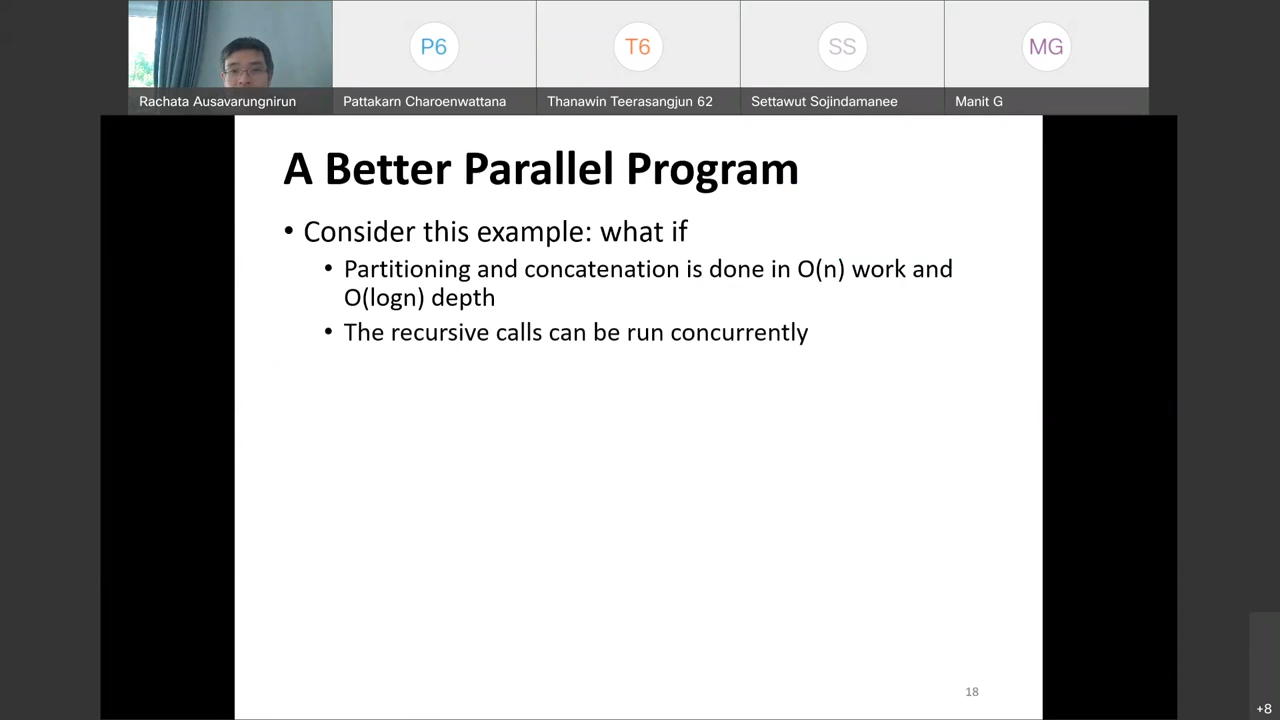 P6
T6
SS
MG
Rachata Ausavarungnirun
Pattakarn Charoenwattana
Thanawin Teerasangjun 62
Settawut Sojindamanee
Manit G
A Better Parallel Program
• Consider this example: what if
• Partitioning and concatenation is done in O(n) work and
O(logn) depth
• The recursive calls can be run concurrently
18
+8